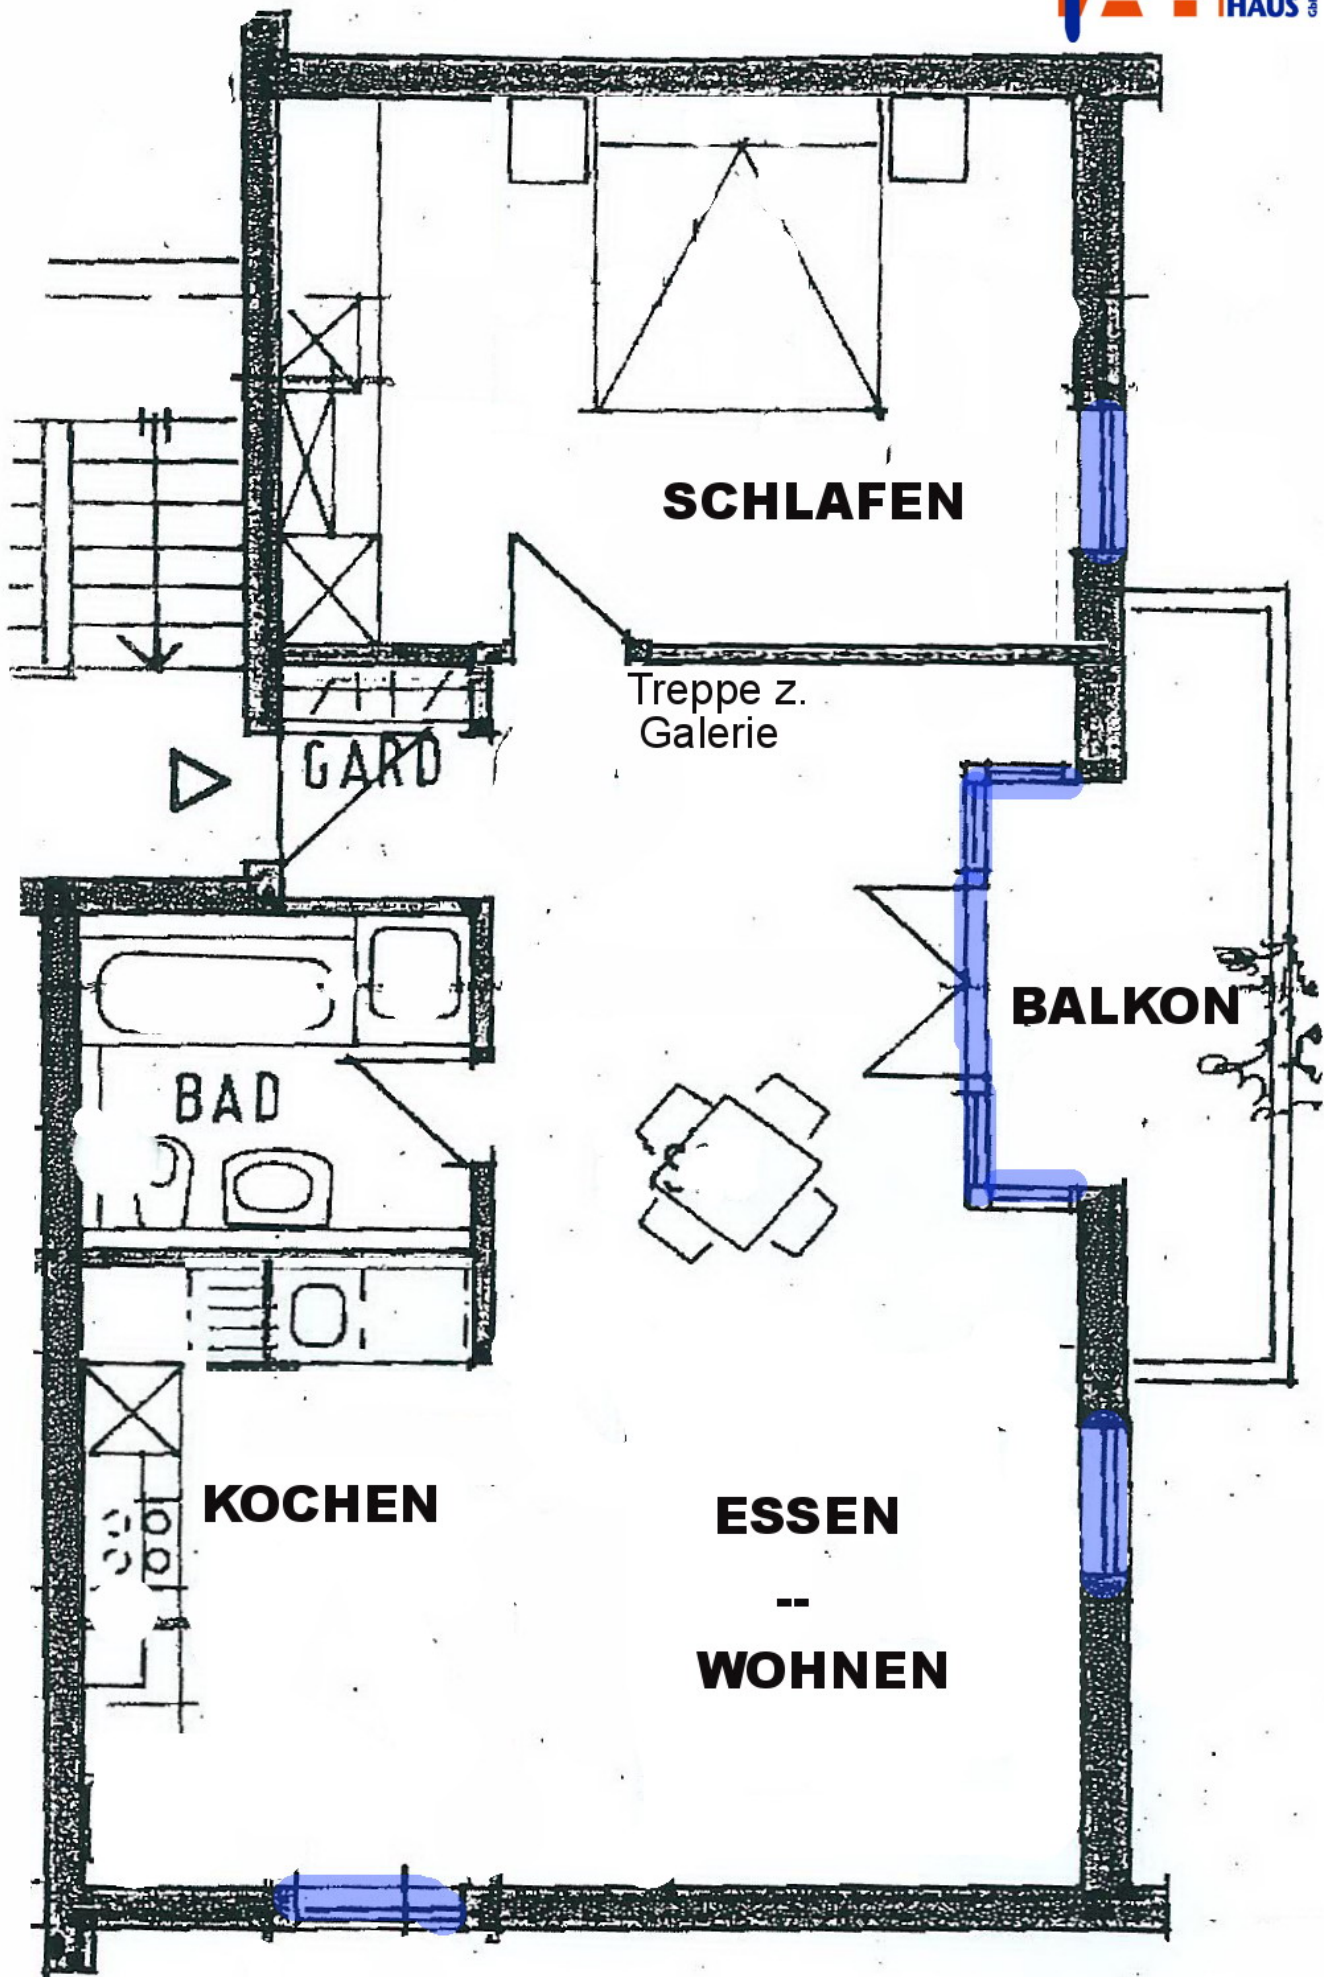 HAUS
SCHLAFEN
Treppe z.
Galerie
GARD
BALKON
BAD
KOCHEN
ESSEN
--
WOHNEN